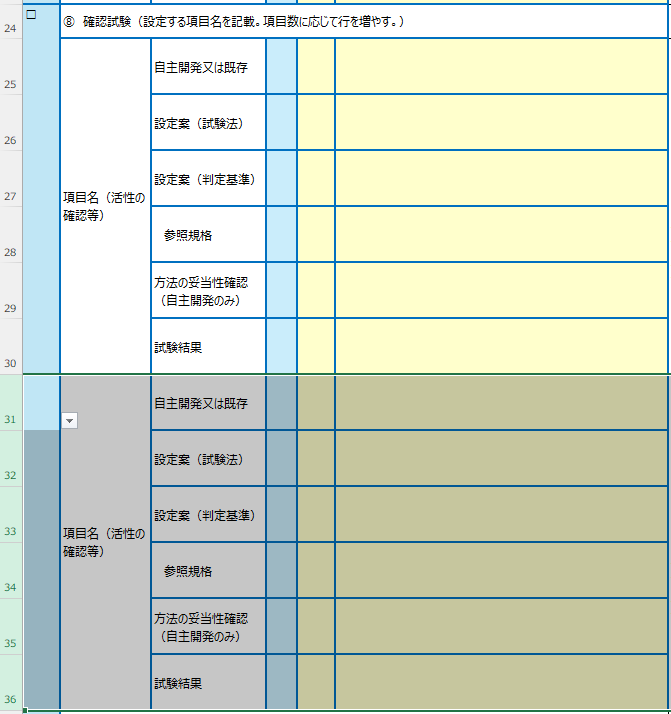 24 □ ⑧ 確認試験（設定する項目名を記載。項目数に応じて行を増やす。）
25 自主開発又は既存
26 設定案（試験法）
27 設定案（判定基準）
項目名（活性の
確認等）
28 参照規格
29 方法の妥当性確認
（自主開発のみ）
30 試験結果
31 自主開発又は既存
32 設定案（試験法）
33 設定案（判定基準）
項目名（活性の
確認等）
34 参照規格
35 方法の妥当性確認
（自主開発のみ）
36 試験結果